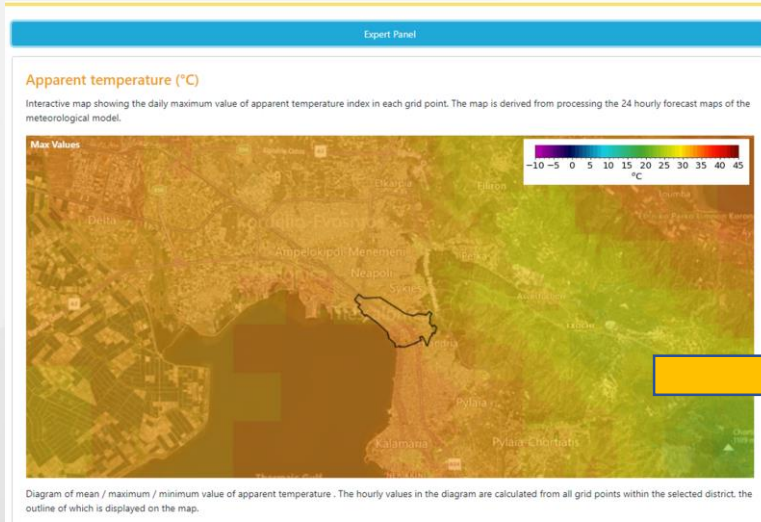 Expert Panel
Apparent temperature (°C)
Interactive map showing the daily maximum value of apparent temperature index in each grid point. The map is derived from processing the 24 hourly forecast maps of the
meteorological model.
Max Values
−10 −5 0 5 10 15 20 25 30 35 40 45
°C
Filiron
Delta
Ampelokipoi-Menemeni
Neapoli
Sykies
Pylaia
Kalamaria
Pylaia-Chortiatis
Diagram of mean / maximum / minimum value of apparent temperature . The hourly values in the diagram are calculated from all grid points within the selected district, the
outline of which is displayed on the map.